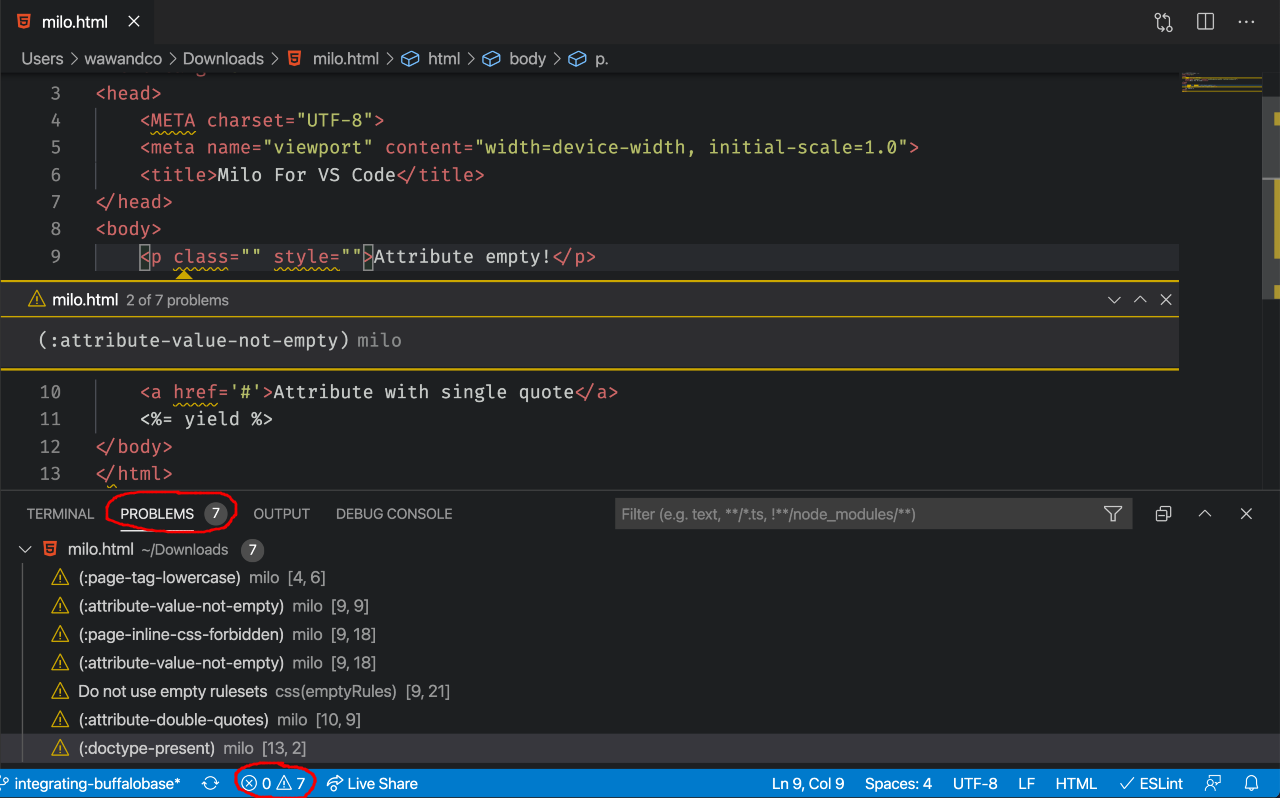 milo.html
Users > wawandco > Downloads > milo.html > html > body > p.
3 <head>
4 <META charset="UTF-8">
5 <meta name="viewport" content="width=device-width, initial-scale=1.0">
6 <title>Milo For VS Code</title>
7 </head>
8 <body>
9 <p class="" style="">Attribute empty!</p>
milo.html 2 of 7 problems
(:attribute-value-not-empty) milo
10 <a href='#'>Attribute with single quote</a>
11 <%= yield %>
12 </body>
13 </html>
TERMINAL PROBLEMS 7 OUTPUT DEBUG CONSOLE Filter (e.g. text, **/*.ts, !**/node_modules/**)
milo.html ~/Downloads 7
(:page-tag-lowercase) milo [4, 6]
(:attribute-value-not-empty) milo [9, 9]
(:page-inline-css-forbidden) milo [9, 18]
(:attribute-value-not-empty) milo [9, 18]
Do not use empty rulesets css(emptyRules) [9, 21]
(:attribute-double-quotes) milo [10, 9]
(:doctype-present) milo [13, 2]
integrating-buffalobase* 0 7 Live Share Ln 9, Col 9 Spaces: 4 UTF-8 LF HTML ESLint